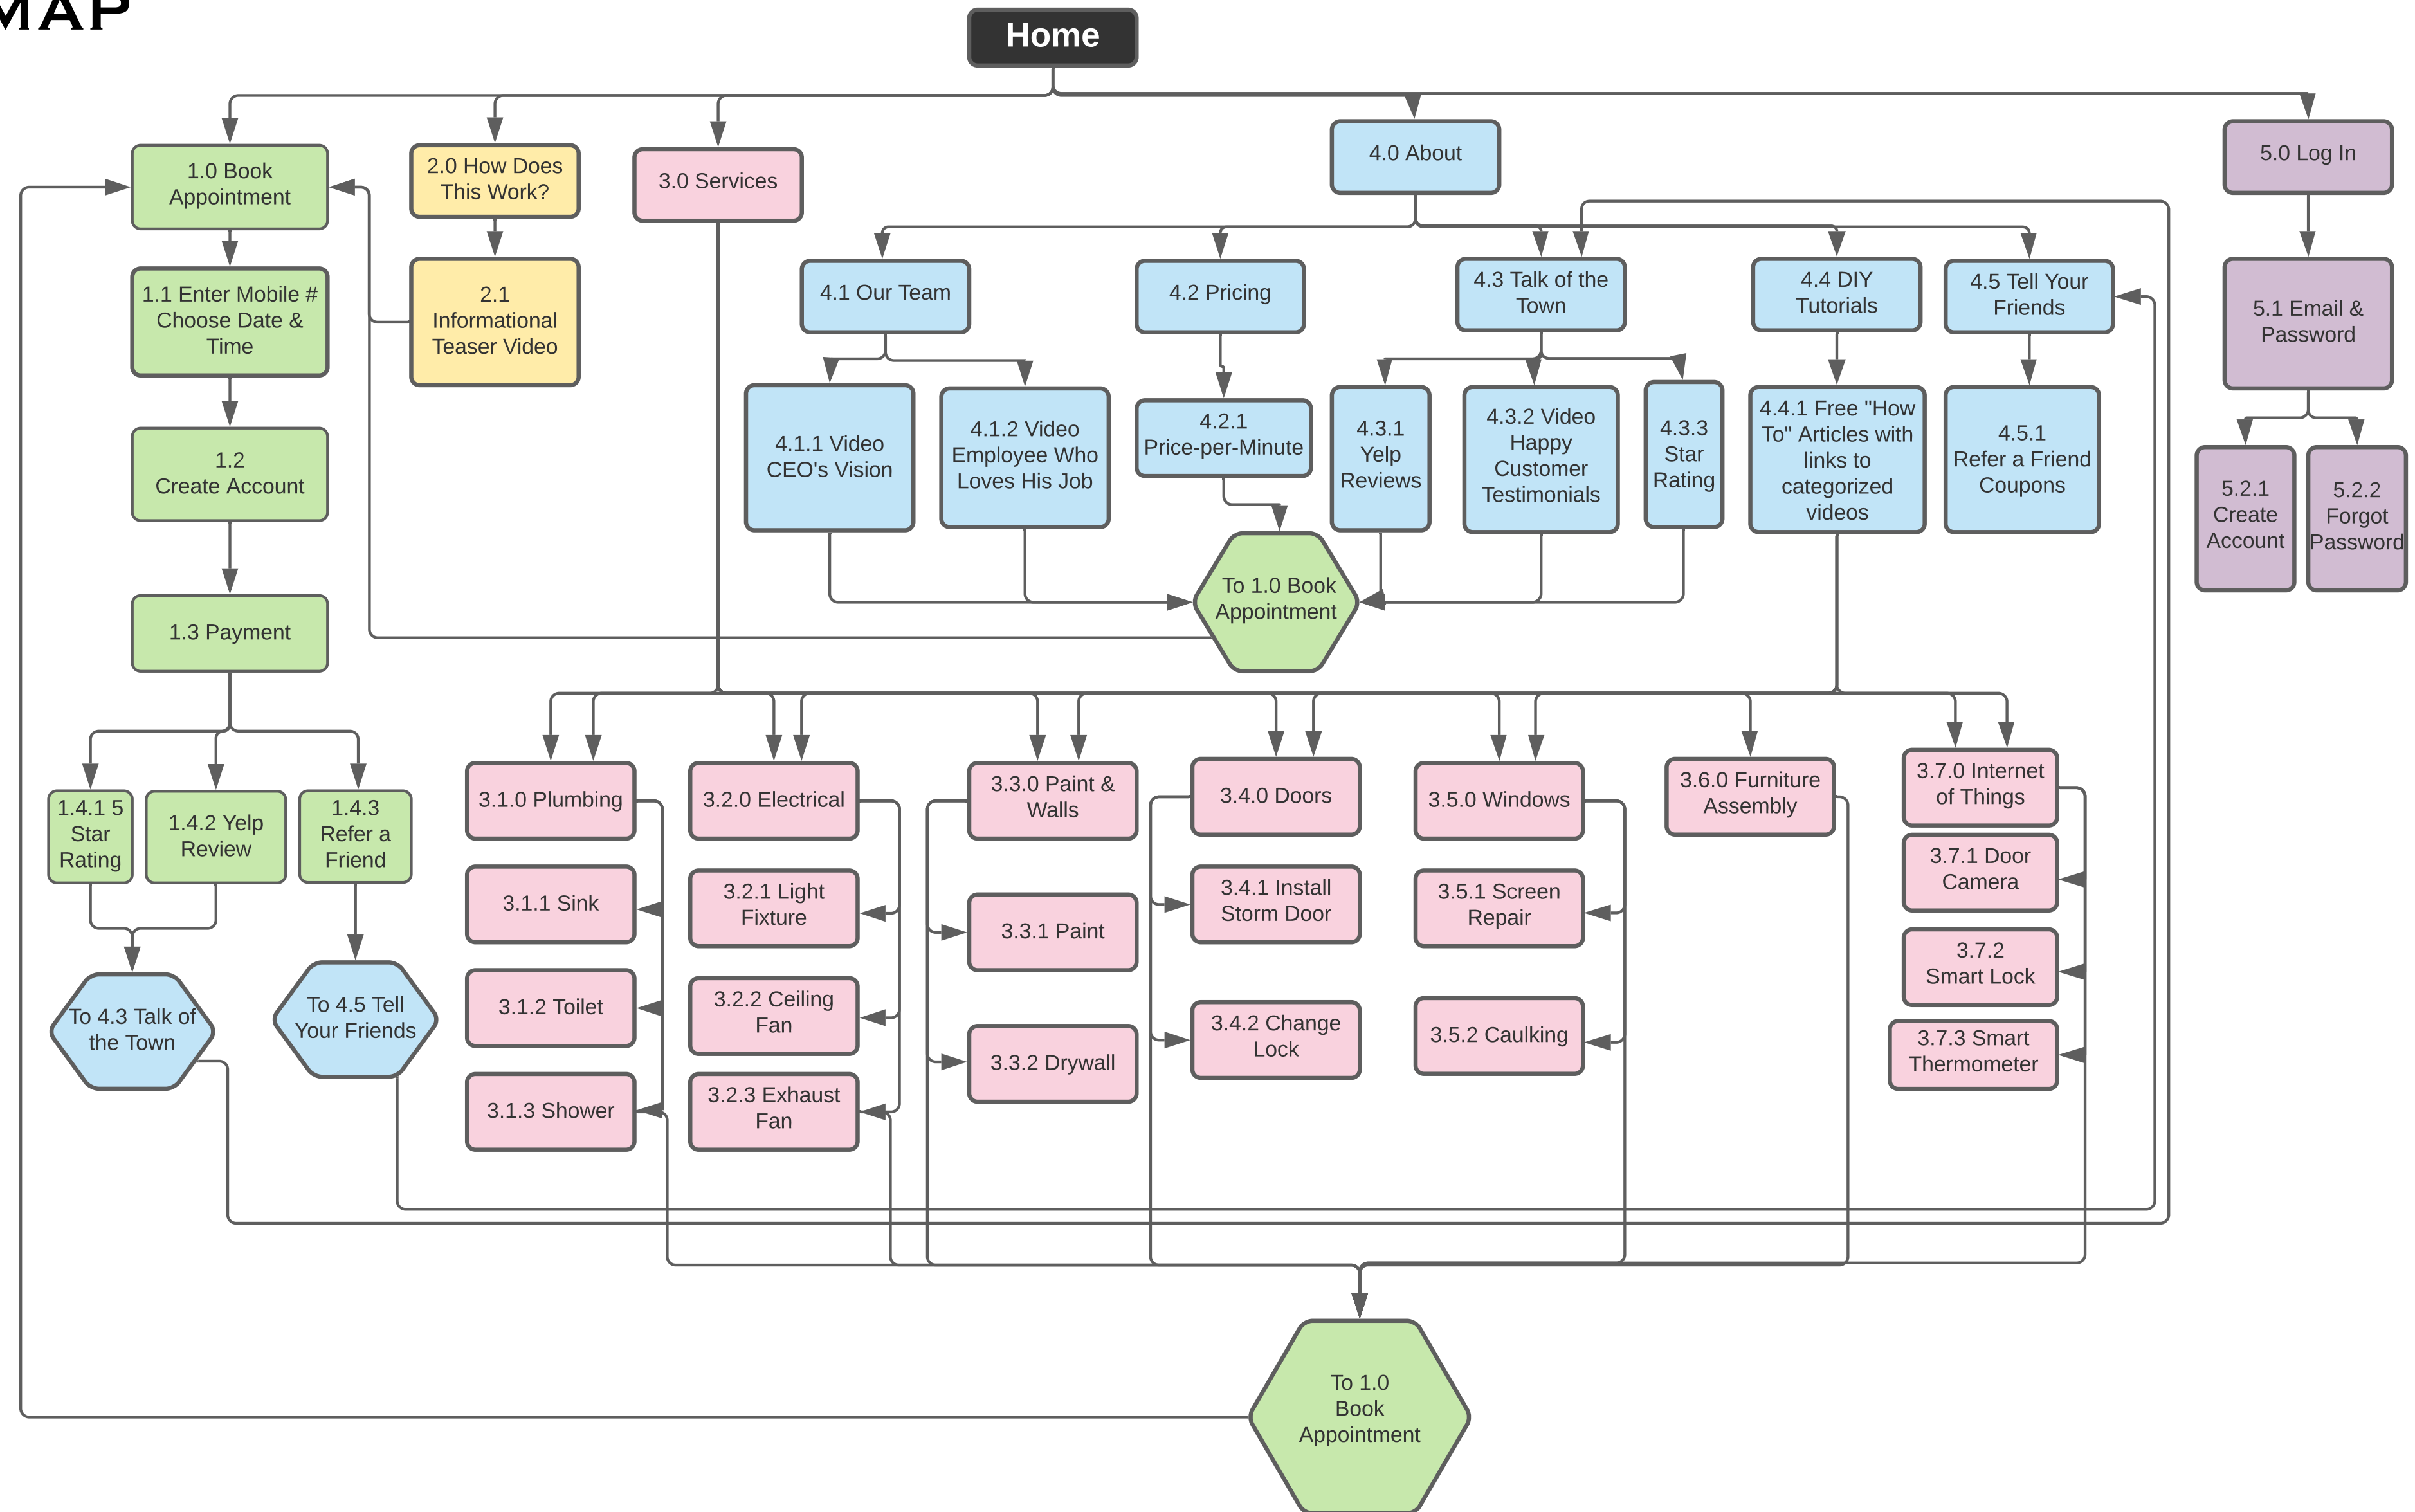 MAP
Home
1.0 Book
Appointment
2.0 How Does
This Work?
3.0 Services
4.0 About
5.0 Log In
1.1 Enter Mobile #
Choose Date &
Time
2.1
Informational
Teaser Video
4.1 Our Team
4.2 Pricing
4.3 Talk of the
Town
4.4 DIY
Tutorials
4.5 Tell Your
Friends
5.1 Email &
Password
1.2
Create Account
4.1.1 Video
CEO's Vision
4.1.2 Video
Employee Who
Loves His Job
4.2.1
Price-per-Minute
4.3.1
Yelp
Reviews
4.3.2 Video
Happy
Customer
Testimonials
4.3.3
Star
Rating
4.4.1 Free "How
To" Articles with
links to
categorized
videos
4.5.1
Refer a Friend
Coupons
5.2.1
Create
Account
5.2.2
Forgot
Password
To 1.0 Book
Appointment
1.3 Payment
1.4.1 5
Star
Rating
1.4.2 Yelp
Review
1.4.3
Refer a
Friend
3.1.0 Plumbing
3.2.0 Electrical
3.3.0 Paint &
Walls
3.4.0 Doors
3.5.0 Windows
3.6.0 Furniture
Assembly
3.7.0 Internet
of Things
3.1.1 Sink
3.2.1 Light
Fixture
3.3.1 Paint
3.4.1 Install
Storm Door
3.5.1 Screen
Repair
3.7.1 Door
Camera
3.7.2
Smart Lock
To 4.3 Talk of
the Town
To 4.5 Tell
Your Friends
3.1.2 Toilet
3.2.2 Ceiling
Fan
3.3.2 Drywall
3.4.2 Change
Lock
3.5.2 Caulking
3.7.3 Smart
Thermometer
3.1.3 Shower
3.2.3 Exhaust
Fan
To 1.0
Book
Appointment